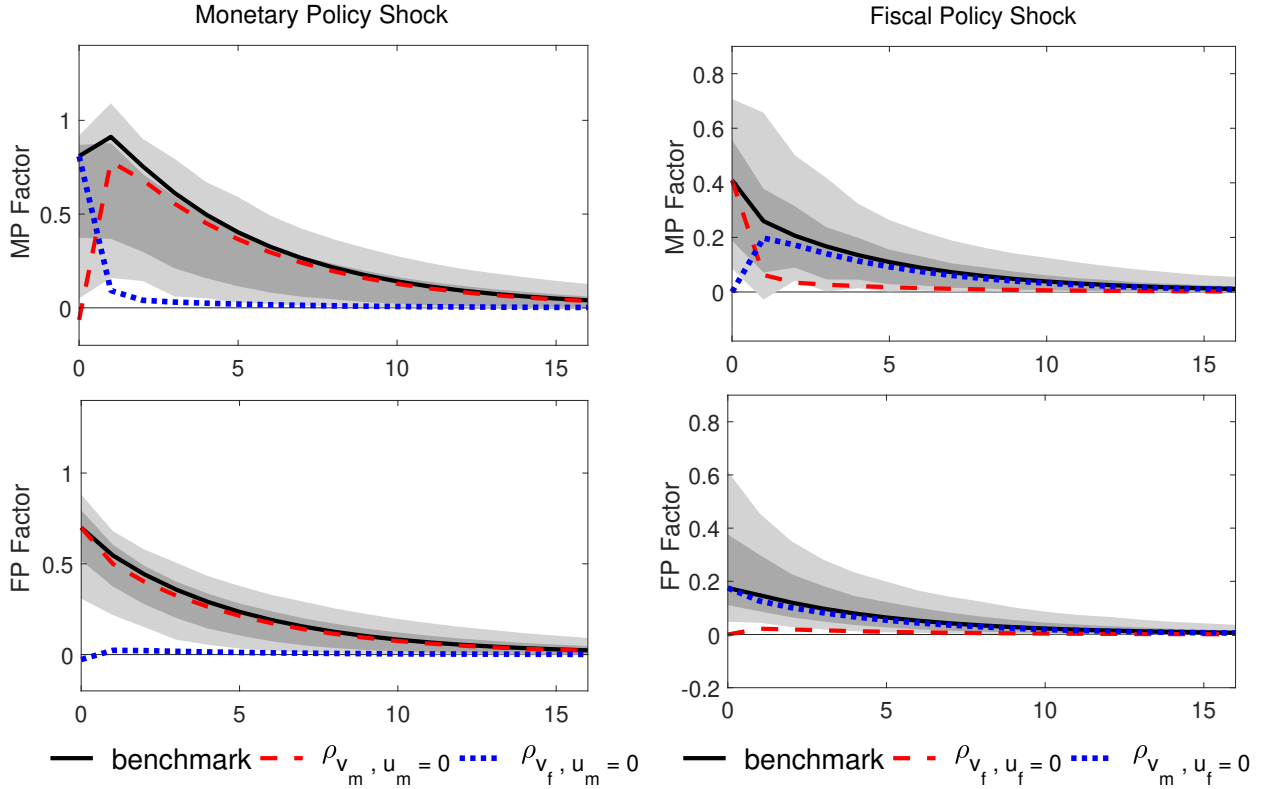 Monetary Policy Shock
Fiscal Policy Shock
MP Factor
1
0.5
0
0 5 10 15
MP Factor
0.8
0.6
0.4
0.2
0
0 5 10 15
FP Factor
1
0.5
0
0 5 10 15
FP Factor
0.8
0.6
0.4
0.2
0
-0.2
0 5 10 15
benchmark ρ_{v_m, u_m = 0} ρ_{v_f, u_m = 0}
benchmark ρ_{v_f, u_f = 0} ρ_{v_m, u_f = 0}